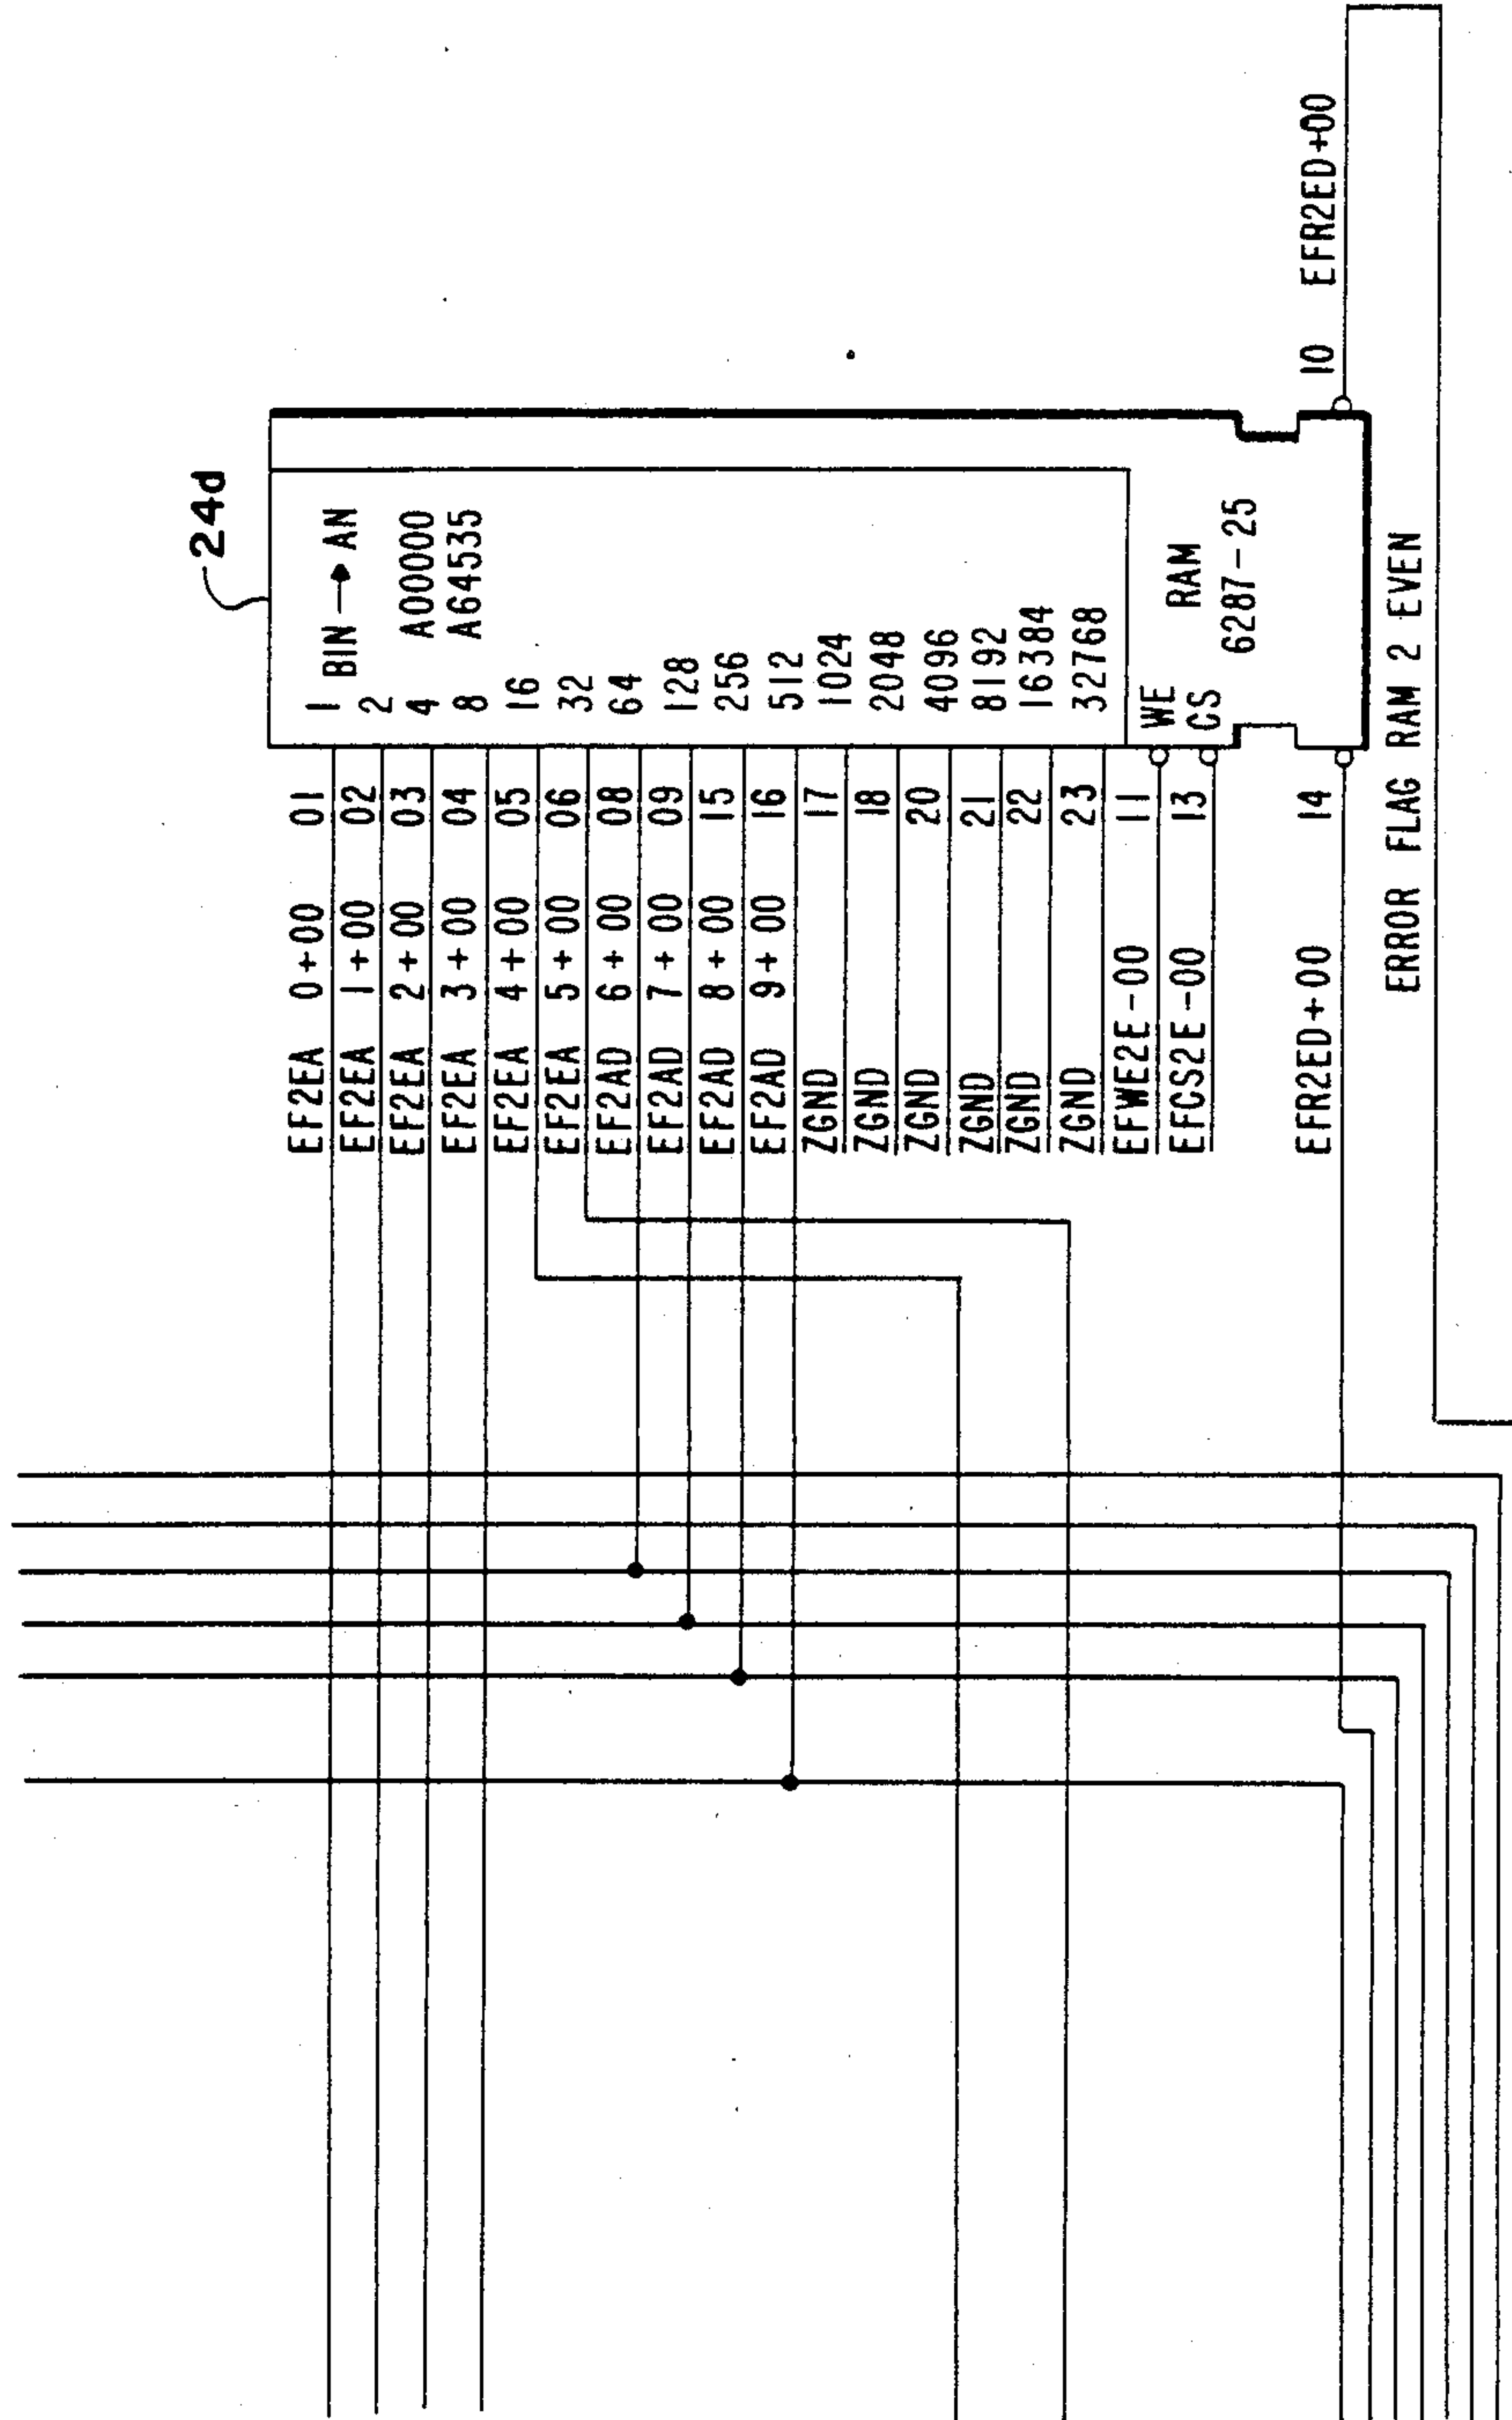 24d
BIN → AN
A00000
A64535
EF2EA 0+00 01 1
EF2EA 1+00 02 2
EF2EA 2+00 03 4
EF2EA 3+00 04 8
EF2EA 4+00 05 16
EF2EA 5+00 06 32
EF2AD 6+00 08 64
EF2AD 7+00 09 128
EF2AD 8+00 15 256
EF2AD 9+00 16 512
ZGND 17 1024
ZGND 18 2048
ZGND 20 4096
ZGND 21 8192
ZGND 22 16384
ZGND 23 32768
EFWE2E-00 11 WE
EFCS2E-00 13 CS
RAM
6287-25
EFR2ED+00 14
10 EFR2ED+00
ERROR FLAG RAM 2 EVEN